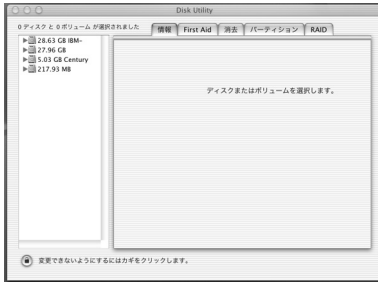 Disk Utility
0 ディスク と 0 ボリューム が選択されました
情報 First Aid 消去 パーティション RAID
28.63 GB IBM-
27.96 GB
5.03 GB Century
217.93 MB
ディスクまたはボリュームを選択します。
変更できないようにするにはカギをクリックします。